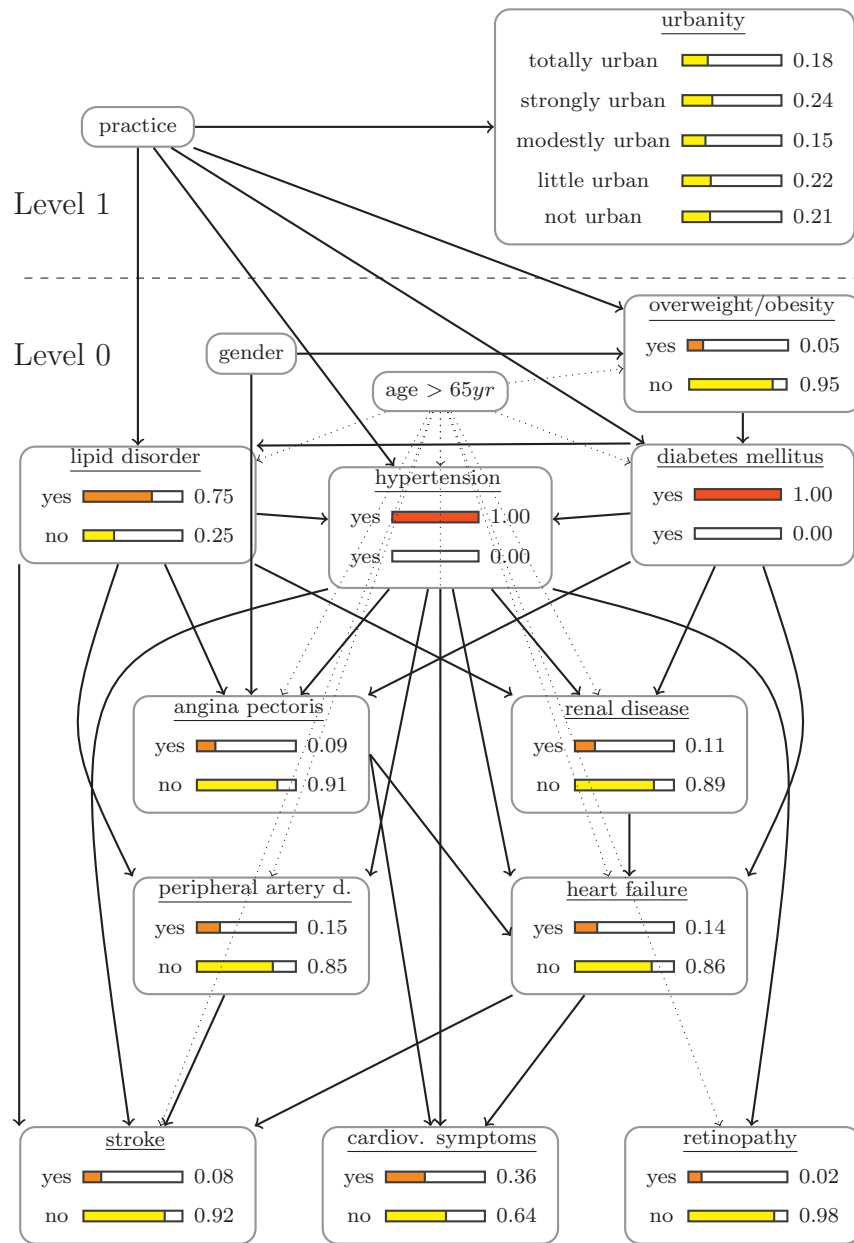 urbanity
totally urban 0.18
strongly urban 0.24
practice
modestly urban 0.15
little urban 0.22
Level 1
not urban 0.21
overweight/obesity
Level 0
gender
yes 0.05
age > 65yr
no 0.95
lipid disorder
yes 0.75
no 0.25
hypertension
yes 1.00
yes 0.00
diabetes mellitus
yes 1.00
yes 0.00
angina pectoris
yes 0.09
no 0.91
renal disease
yes 0.11
no 0.89
peripheral artery d.
yes 0.15
no 0.85
heart failure
yes 0.14
no 0.86
stroke
yes 0.08
no 0.92
cardiov. symptoms
yes 0.36
no 0.64
retinopathy
yes 0.02
no 0.98